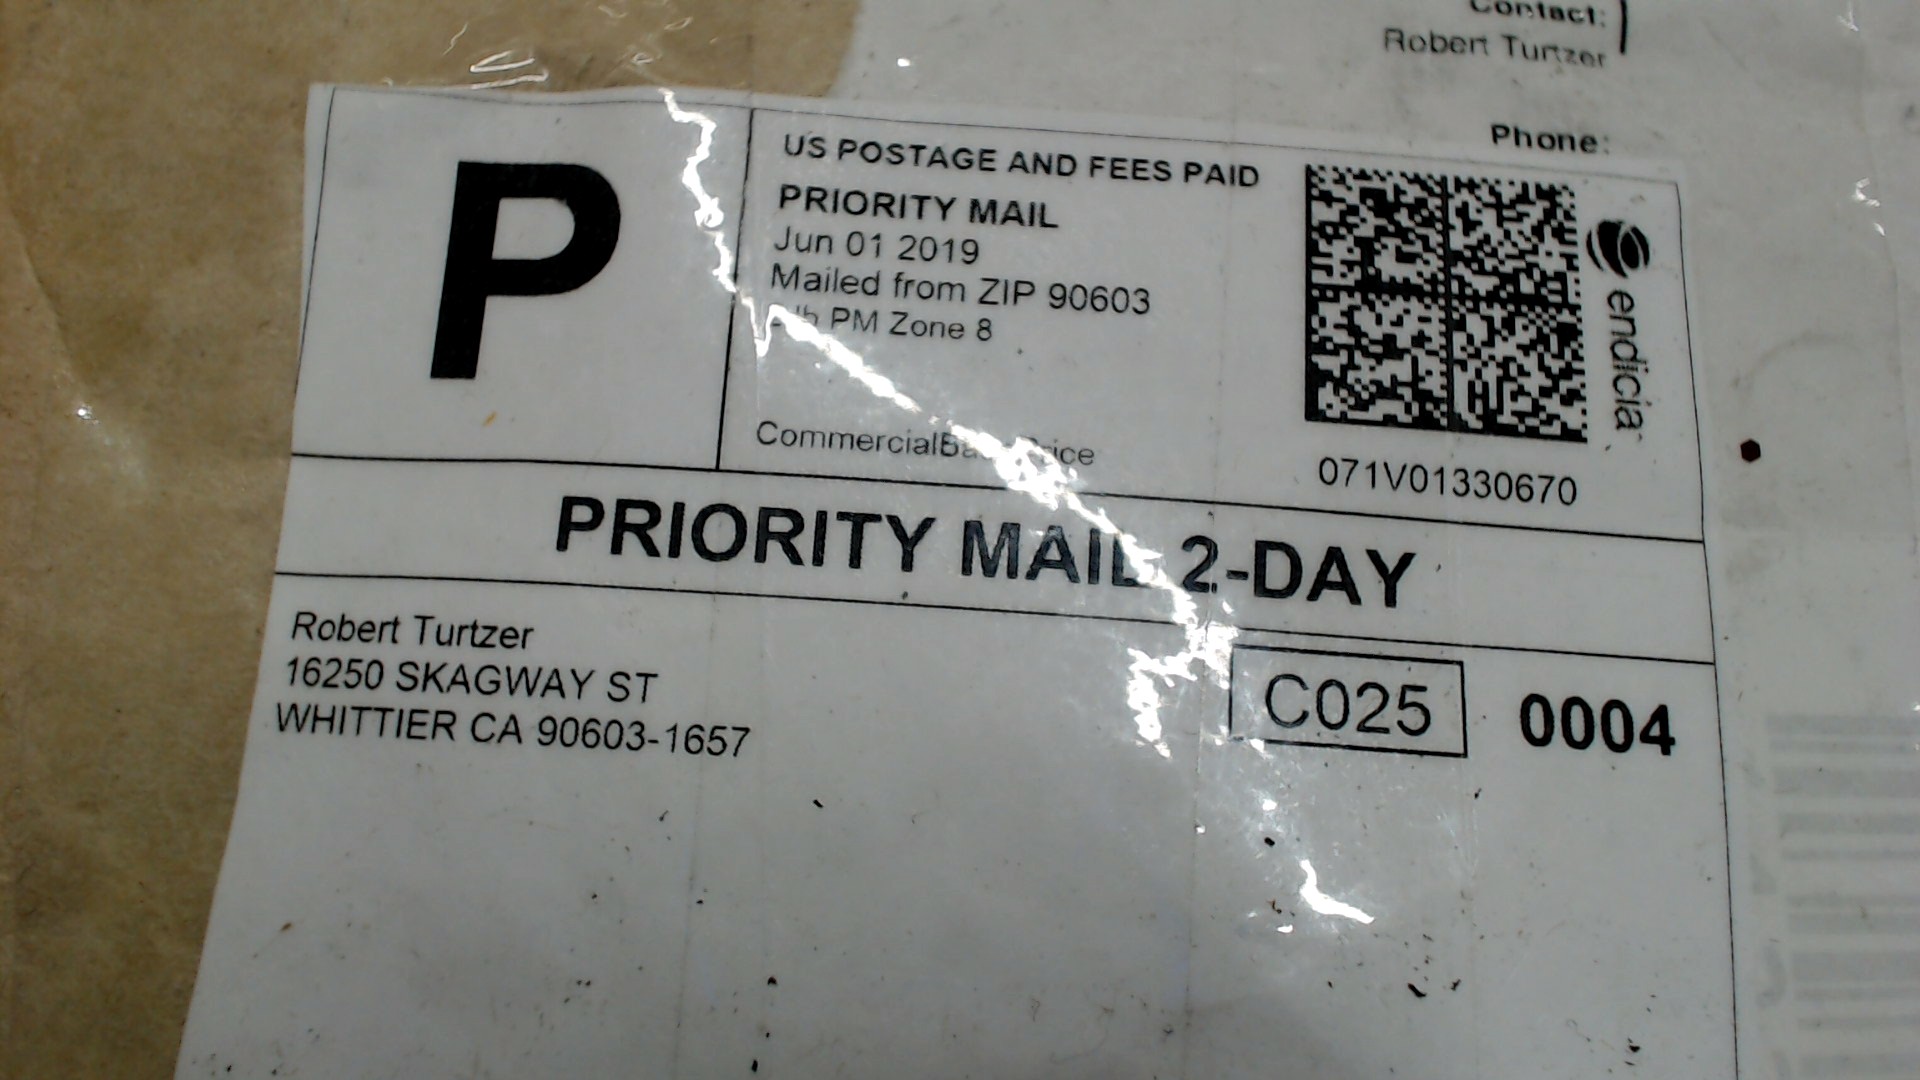 Contact:
Robert Turtzer
Phone:
P
US POSTAGE AND FEES PAID
PRIORITY MAIL
Jun 01 2019
Mailed from ZIP 90603
PM Zone 8
endicia
071V01330670
PRIORITY MAIL 2-DAY
Robert Turtzer
16250 SKAGWAY ST
WHITTIER CA 90603-1657
C025
0004